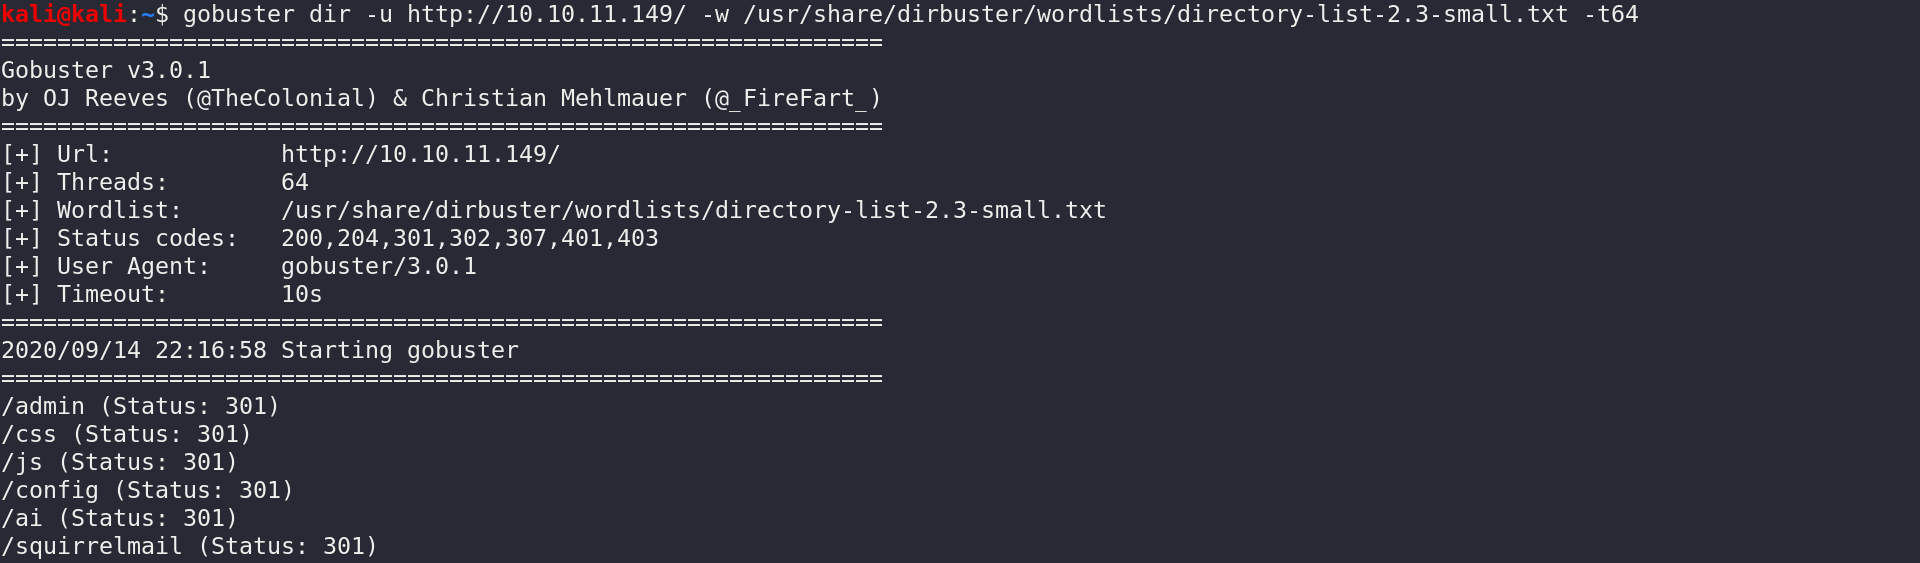 kali@kali:~$ gobuster dir -u http://10.10.11.149/ -w /usr/share/dirbuster/wordlists/directory-list-2.3-small.txt -t64
===============================================================
Gobuster v3.0.1
by OJ Reeves (@TheColonial) & Christian Mehlmauer (@_FireFart_)
===============================================================
[+] Url:            http://10.10.11.149/
[+] Threads:        64
[+] Wordlist:       /usr/share/dirbuster/wordlists/directory-list-2.3-small.txt
[+] Status codes:   200,204,301,302,307,401,403
[+] User Agent:     gobuster/3.0.1
[+] Timeout:        10s
===============================================================
2020/09/14 22:16:58 Starting gobuster
===============================================================
/admin (Status: 301)
/css (Status: 301)
/js (Status: 301)
/config (Status: 301)
/ai (Status: 301)
/squirrelmail (Status: 301)